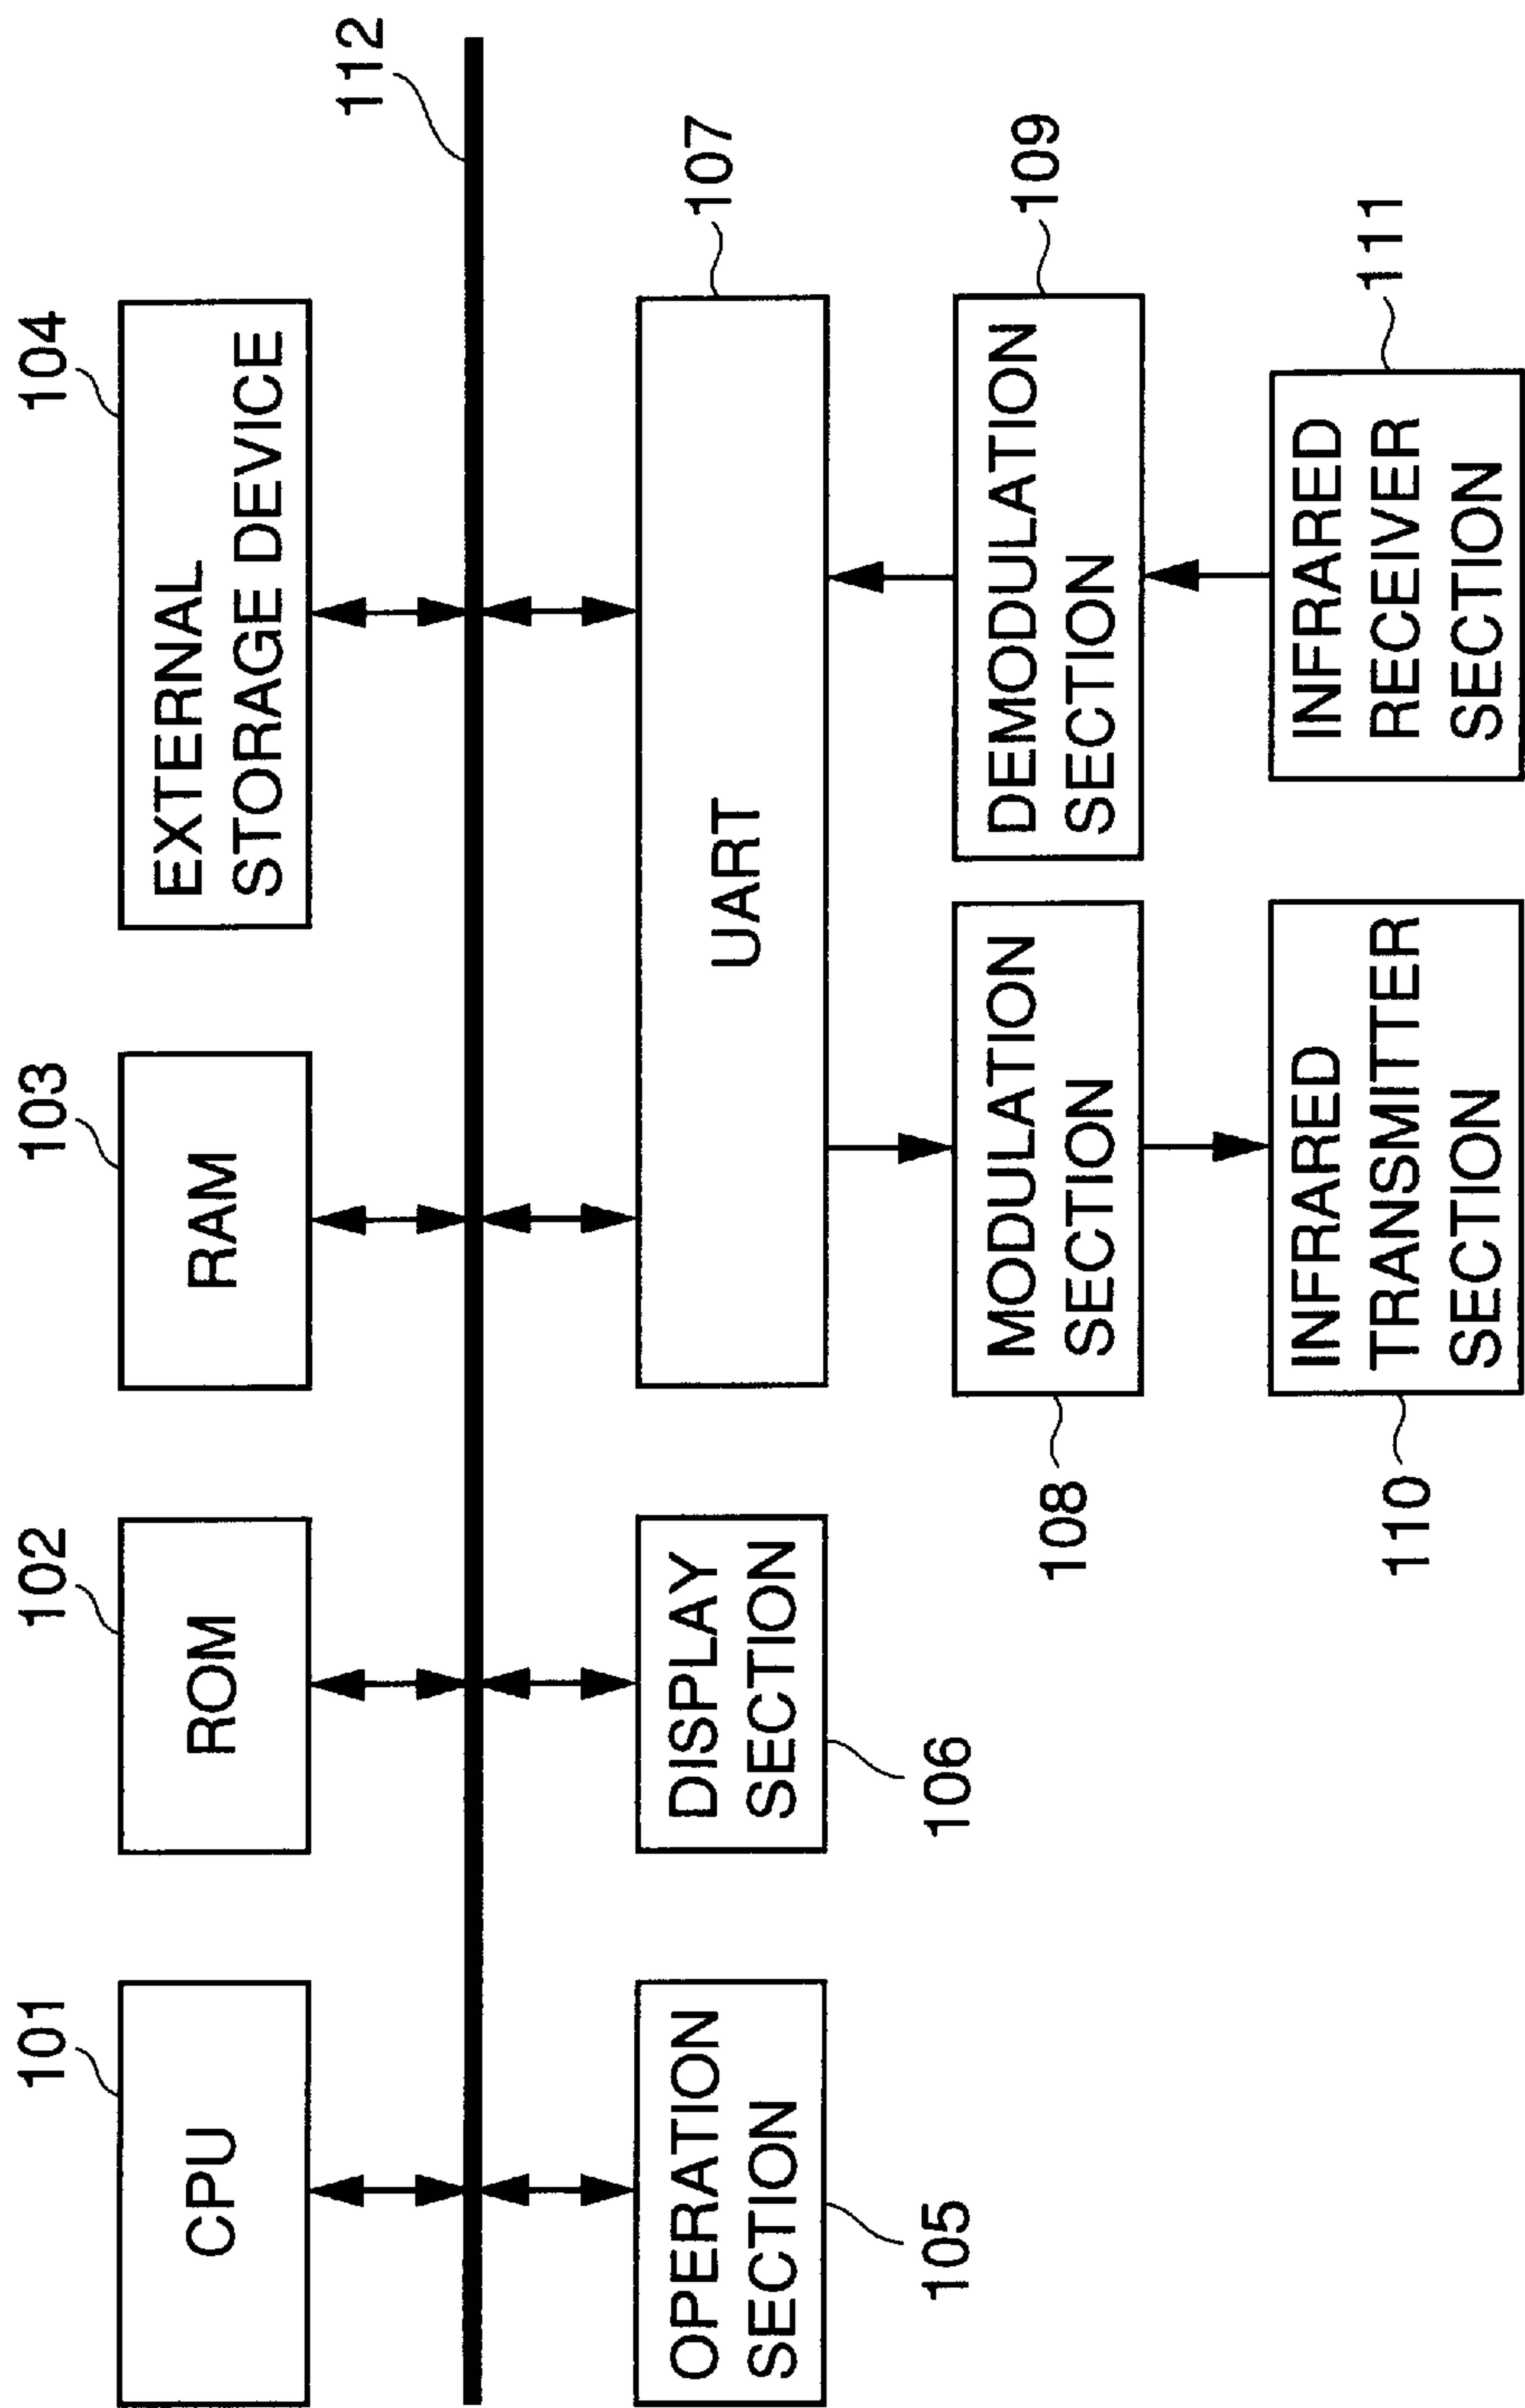 101
102
103
104
CPU
ROM
RAM
EXTERNAL
STORAGE DEVICE
112
OPERATION
SECTION
DISPLAY
SECTION
UART
107
105
106
MODULATION
SECTION
DEMODULATION
SECTION
108
109
INFRARED
TRANSMITTER
SECTION
INFRARED
RECEIVER
SECTION
110
111